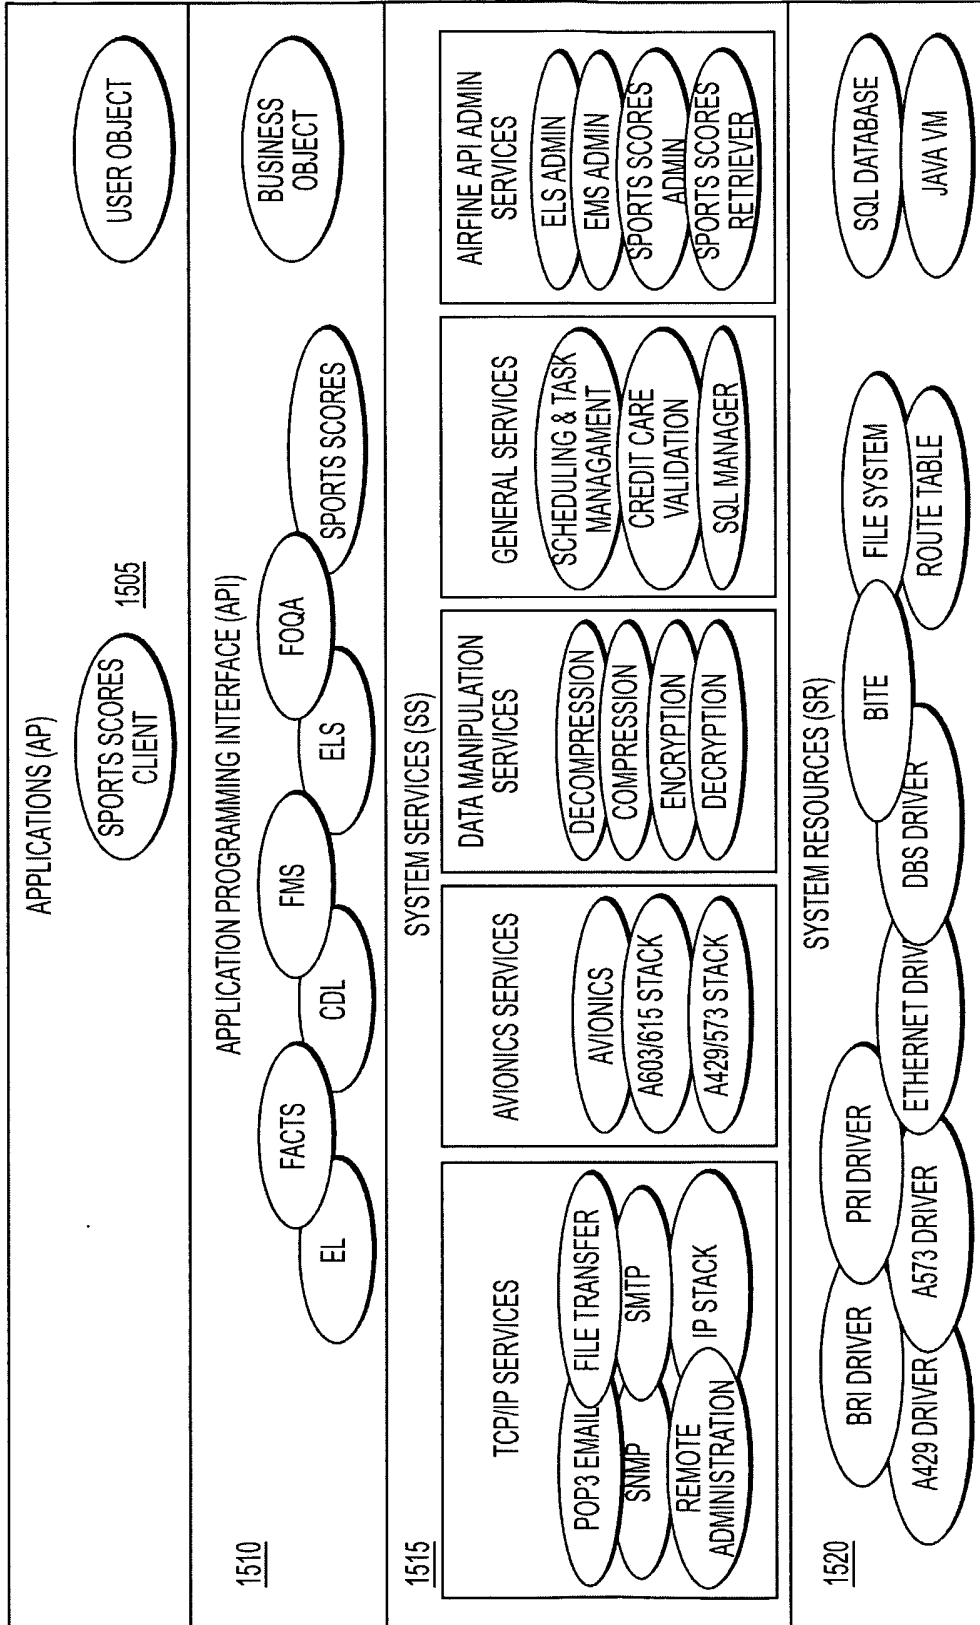 APPLICATIONS (AP)
SPORTS SCORES
CLIENT
1505
USER OBJECT
APPLICATION PROGRAMMING INTERFACE (API)
1510
EL
FACTS
CDL
FMS
ELS
FOQA
SPORTS SCORES
BUSINESS
OBJECT
SYSTEM SERVICES (SS)
1515
TCP/IP SERVICES
POP3 EMAIL
FILE TRANSFER
SNMP
SMTP
REMOTE
ADMINISTRATION
IP STACK
AVIONICS SERVICES
AVIONICS
A603/615 STACK
A429/573 STACK
DATA MANIPULATION
SERVICES
DECOMPRESSION
COMPRESSION
ENCRYPTION
DECRYPTION
GENERAL SERVICES
SCHEDULING & TASK
MANAGAMENT
CREDIT CARE
VALIDATION
SQL MANAGER
AIRFINE API ADMIN
SERVICES
ELS ADMIN
EMS ADMIN
SPORTS SCORES
ADMIN
SPORTS SCORES
RETRIEVER
SYSTEM RESOURCES (SR)
1520
BRI DRIVER
PRI DRIVER
A429 DRIVER
A573 DRIVER
ETHERNET DRIV
DBS DRIVER
BITE
FILE SYSTEM
ROUTE TABLE
SQL DATABASE
JAVA VM